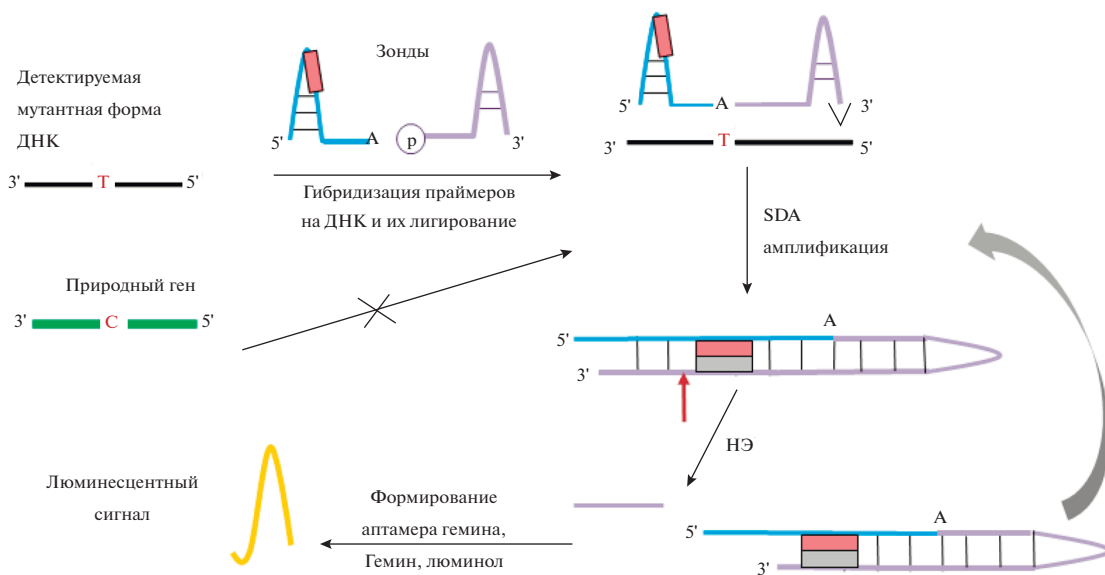 Детектируемая
мутантная форма
ДНК
3' T 5'
Зонды
5' A p 3'
Гибридизация праймеров
на ДНК и их лигирование
5' A 3'
3' T 5'
SDA
амплификация
Природный ген
3' C 5'
A
5'
3'
НЭ
Люминесцентный
сигнал
Формирование
аптамера гемина,
Гемин, люминол
A
5'
3'